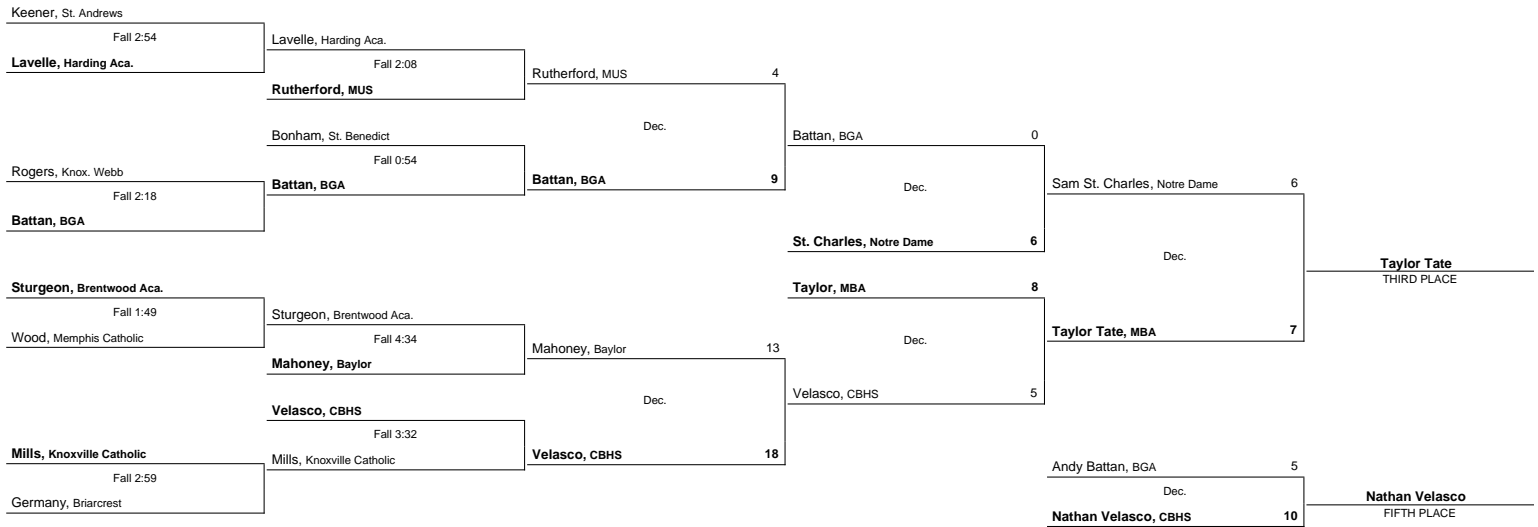 Keener, St. Andrews
Fall 2:54
Lavelle, Harding Aca.
Rogers, Knox. Webb
Fall 2:18
Battan, BGA
Sturgeon, Brentwood Aca.
Fall 1:49
Wood, Memphis Catholic
Mills, Knoxville Catholic
Fall 2:59
Germany, Briarcrest
Lavelle, Harding Aca.
Fall 2:08
Rutherford, MUS
Bonham, St. Benedict
Fall 0:54
Battan, BGA
Sturgeon, Brentwood Aca.
Fall 4:34
Mahoney, Baylor
Velasco, CBHS
Fall 3:32
Mills, Knoxville Catholic
Rutherford, MUS 4
Dec.
Battan, BGA 9
Mahoney, Baylor 13
Dec.
Velasco, CBHS 18
Battan, BGA 0
Dec.
St. Charles, Notre Dame 6
Taylor, MBA 8
Dec.
Velasco, CBHS 5
Sam St. Charles, Notre Dame 6
Dec.
Taylor Tate, MBA 7
Taylor Tate
THIRD PLACE
Andy Battan, BGA 5
Dec.
Nathan Velasco, CBHS 10
Nathan Velasco
FIFTH PLACE